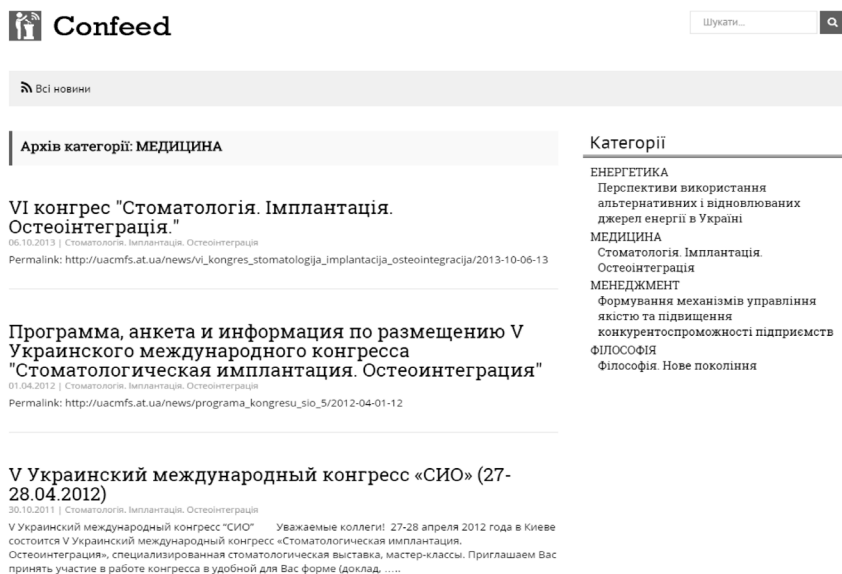 Confeed
Шукати...
Всі новини
Архів категорії: МЕДИЦИНА
VI конгрес "Стоматологія. Імплантація.
Остеоінтеграція."
06.10.2013 | Стоматологія. Імплантація. Остеоінтеграція
Permalink: http://uacmfs.at.ua/news/vi_kongres_stomatologija_implantacija_osteointegracija/2013-10-06-13
Программа, анкета и информация по размещению V
Украинского международного конгресса
"Стоматологическая имплантация. Остеоинтеграция"
01.04.2012 | Стоматологія. Імплантація. Остеоінтеграція
Permalink: http://uacmfs.at.ua/news/programa_kongresu_sio_5/2012-04-01-12
V Украинский международный конгресс «СИО» (27-
28.04.2012)
30.10.2011 | Стоматологія. Імплантація. Остеоінтеграція
V Украинский международный конгресс "СИО" Уважаемые коллеги! 27-28 апреля 2012 года в Киеве
состоится V Украинский международный конгресс «Стоматологическая имплантация.
Остеоинтеграция», специализированная стоматологическая выставка, мастер-классы. Приглашаем Вас
принять участие в работе конгресса в удобной для Вас форме (доклад, …..
Категорії
ЕНЕРГЕТИКА
Перспективи використання
альтернативних і відновлюваних
джерел енергії в Україні
МЕДИЦИНА
Стоматологія. Імплантація.
Остеоінтеграція
МЕНЕДЖМЕНТ
Формування механізмів управління
якістю та підвищення
конкурентоспроможності підприємств
ФІЛОСОФІЯ
Філософія. Нове покоління